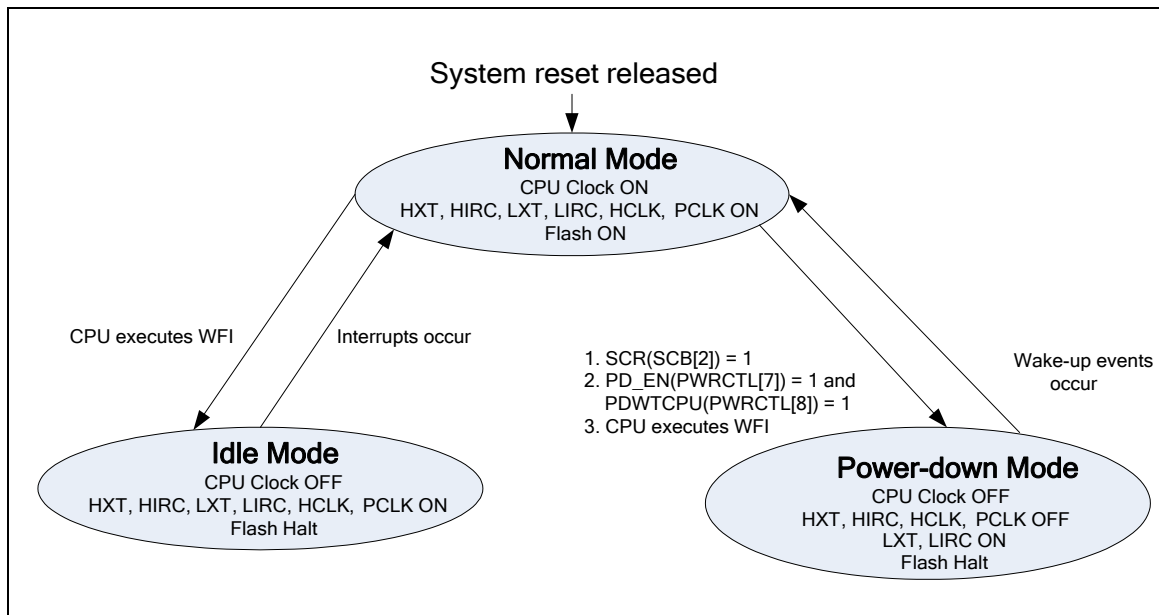 System reset released
Normal Mode
CPU Clock ON
HXT, HIRC, LXT, LIRC, HCLK, PCLK ON
Flash ON
CPU executes WFI
Interrupts occur
1. SCR(SCB[2]) = 1
2. PD_EN(PWRCTL[7]) = 1 and
PDWTCPU(PWRCTL[8]) = 1
3. CPU executes WFI
Wake-up events
occur
Idle Mode
CPU Clock OFF
HXT, HIRC, LXT, LIRC, HCLK, PCLK ON
Flash Halt
Power-down Mode
CPU Clock OFF
HXT, HIRC, HCLK, PCLK OFF
LXT, LIRC ON
Flash Halt